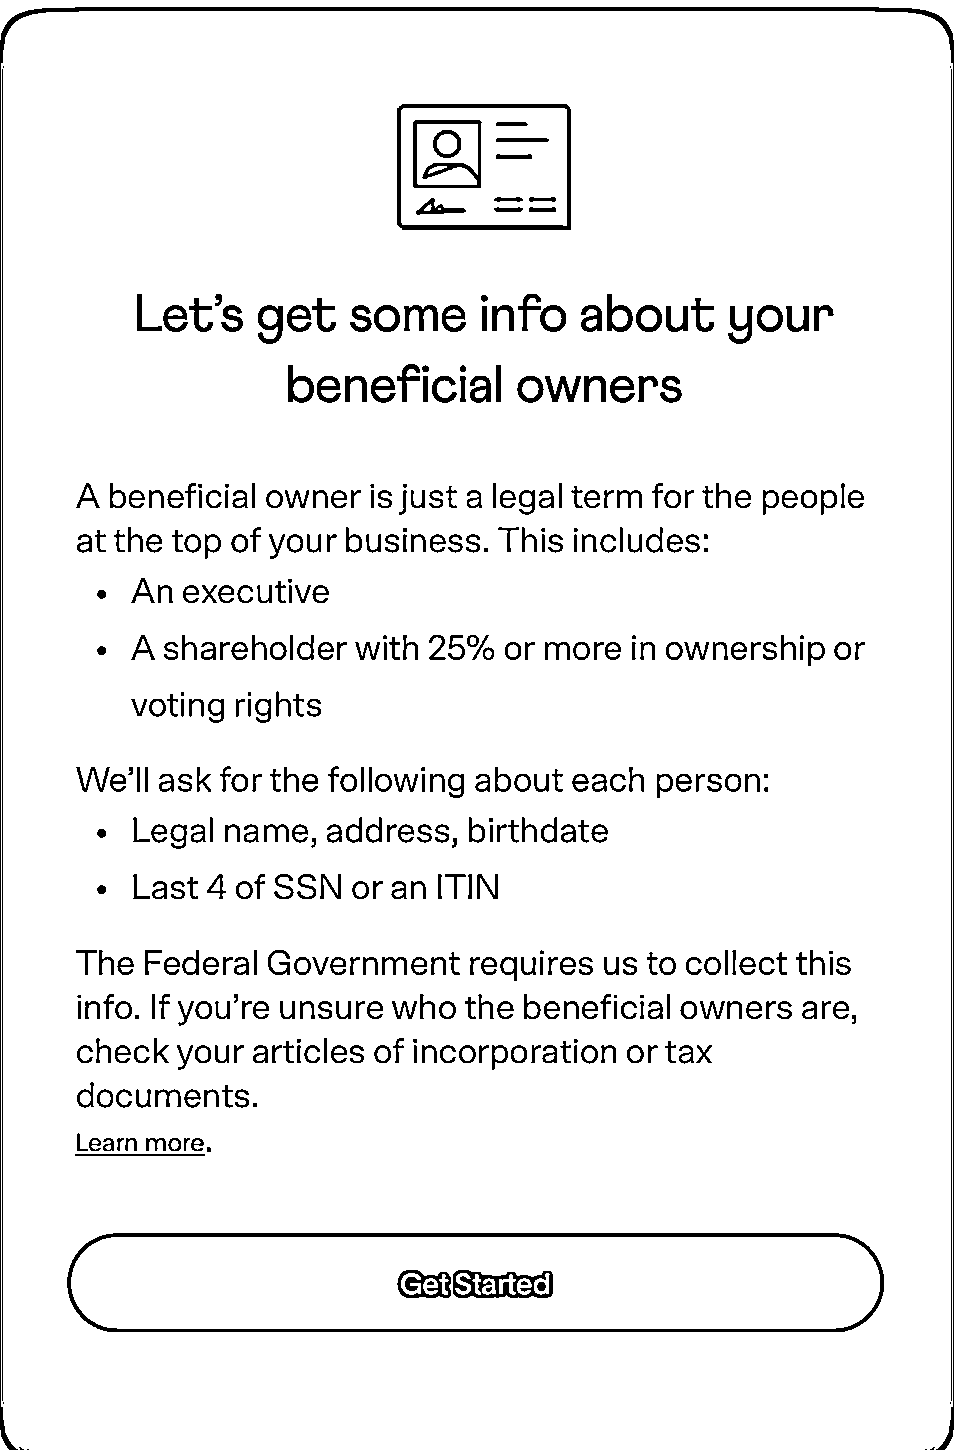 Let’s get some info about your
beneficial owners
A beneficial owner is just a legal term for the people
at the top of your business. This includes:
• An executive
• A shareholder with 25% or more in ownership or
voting rights
We’ll ask for the following about each person:
• Legal name, address, birthdate
• Last 4 of SSN or an ITIN
The Federal Government requires us to collect this
info. If you’re unsure who the beneficial owners are,
check your articles of incorporation or tax
documents.
Learn more.
Get Started